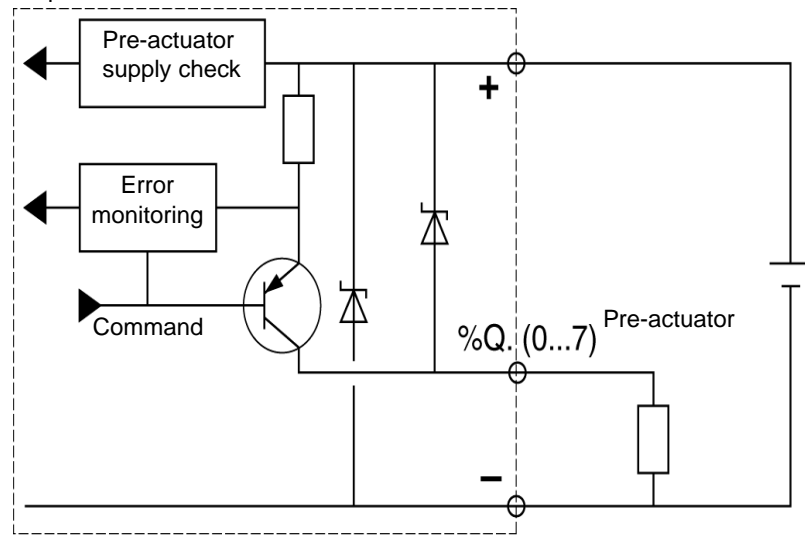 Pre-actuator
supply check
+
Error
monitoring
Command
%Q. (0...7)
Pre-actuator
−